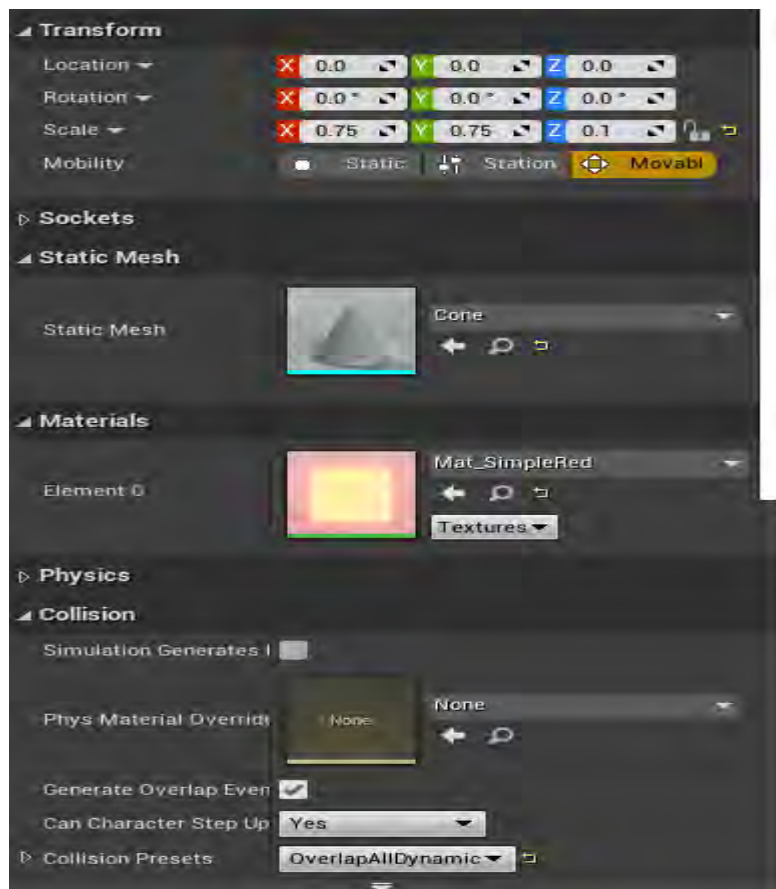 Transform
Location
X 0.0 Y 0.0 Z 0.0
Rotation
X 0.0° Y 0.0° Z 0.0°
Scale
X 0.75 Y 0.75 Z 0.1
Mobility
Static Station Movabl
Sockets
Static Mesh
Static Mesh
Cone
Materials
Element 0
Mat_SimpleRed
Textures
Physics
Collision
Simulation Generates
Phys Material Override
None
None
Generate Overlap Even
Can Character Step Up
Yes
Collision Presets
OverlapAllDynamic